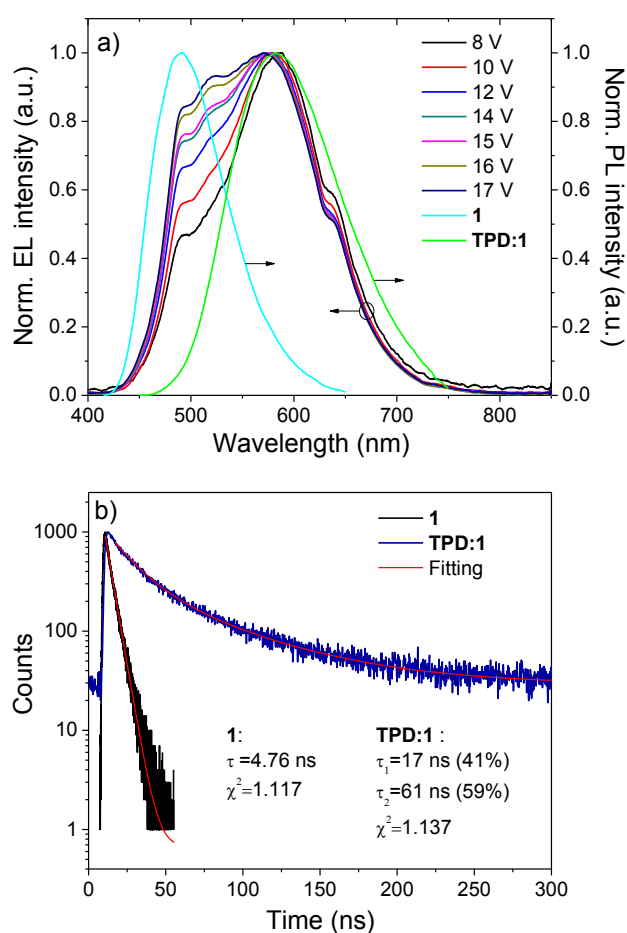 a)
8 V
10 V
12 V
14 V
15 V
16 V
17 V
1
TPD:1
1.0
0.8
0.6
0.4
0.2
0.0
Norm. EL intensity (a.u.)
1.0
0.8
0.6
0.4
0.2
0.0
Norm. PL intensity
(a.u.)
400 500 600 700 800
Wavelength (nm)
b)
1
TPD:1
Fitting
1000
100
10
1
Counts
1:
τ =4.76 ns
χ²=1.117
TPD:1 :
τ₁=17 ns (41%)
τ₂=61 ns (59%)
χ²=1.137
0 50 100 150 200 250 300
Time (ns)